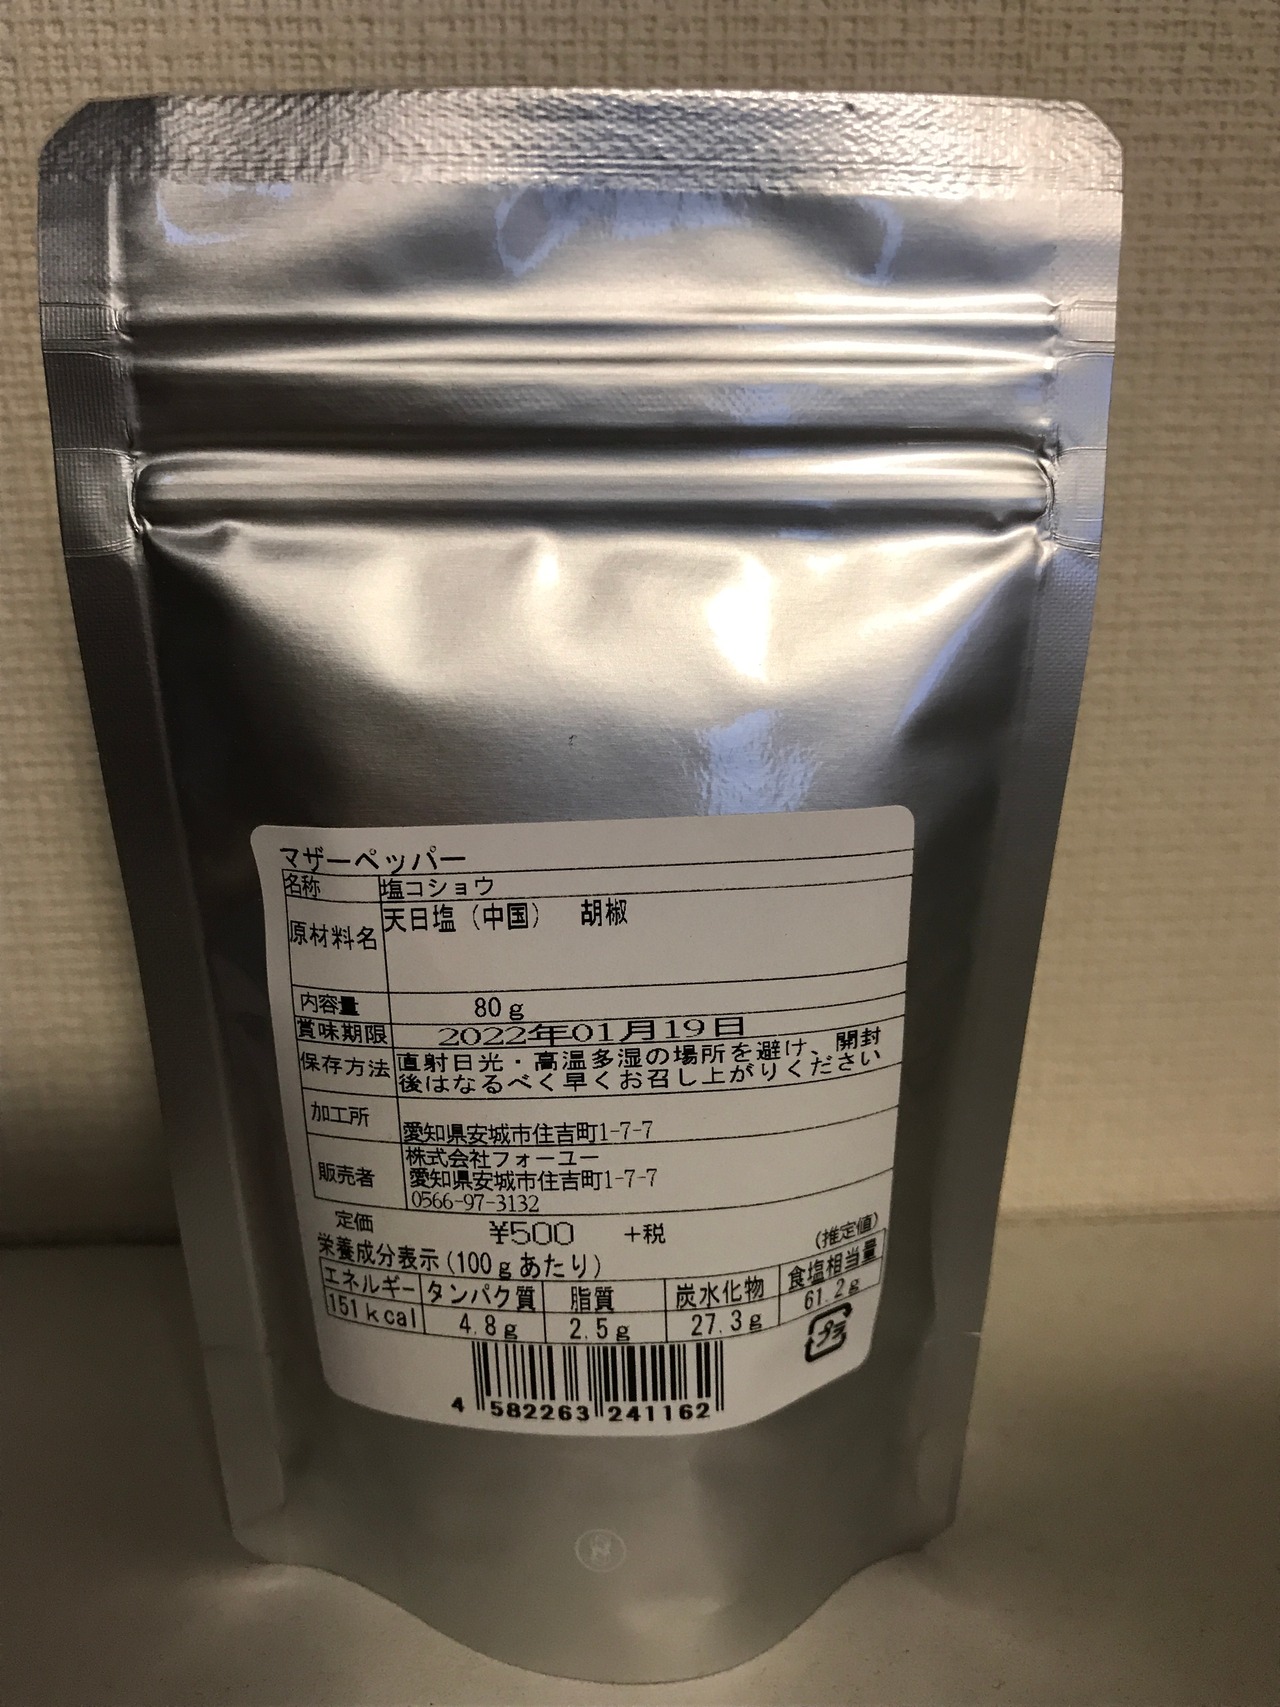 マザーペッパー
名称 塩コショウ
原材料名 天日塩（中国） 胡椒
内容量 80g
賞味期限 2022年01月19日
保存方法 直射日光・高温多湿の場所を避け、開封
後はなるべく早くお召し上がりください
加工所 愛知県安城市住吉町1-7-7
販売者 株式会社フォーユー
愛知県安城市住吉町1-7-7
0566-97-3132
定価 ¥500 +税
(推定値)
栄養成分表示(100gあたり)
エネルギー タンパク質 脂質 炭水化物 食塩相当量
151kcal 4.8g 2.5g 27.3g 61.2g
プラ
4 582263 241162